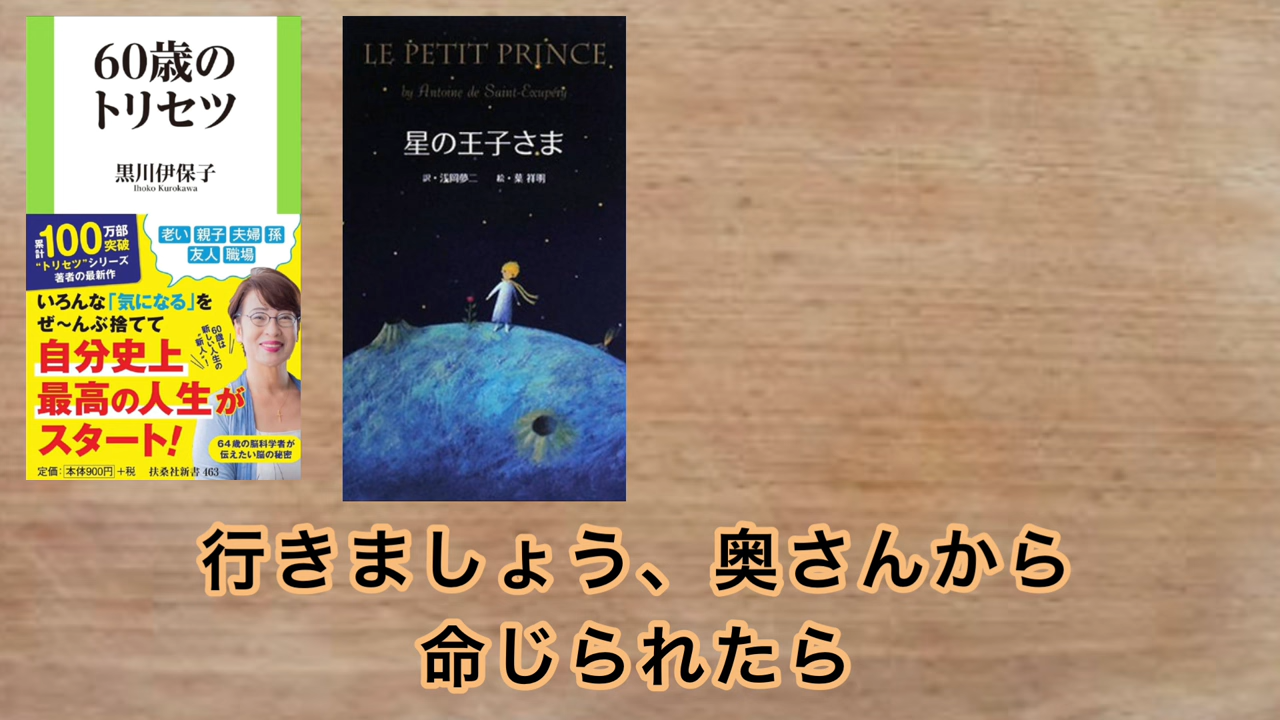 60歳の
トリセツ
黒川伊保子
Ihoko Kurokawa
累計100万部突破
"トリセツ"シリーズ
著者の最新作
老い 親子 夫婦 孫
友人 職場
いろんな「気になる」を
ぜ〜んぶ捨てて
60歳は
新しい人生の
"新人"!
自分史上
最高の人生が
スタート!
64歳の脳科学者が
伝えたい脳の秘密
定価:本体900円+税 扶桑社新書 463
LE PETIT PRINCE
by Antoine de Saint-Exupéry
星の王子さま
訳・浅岡夢二 絵・葉祥明
行きましょう、奥さんから
命じられたら